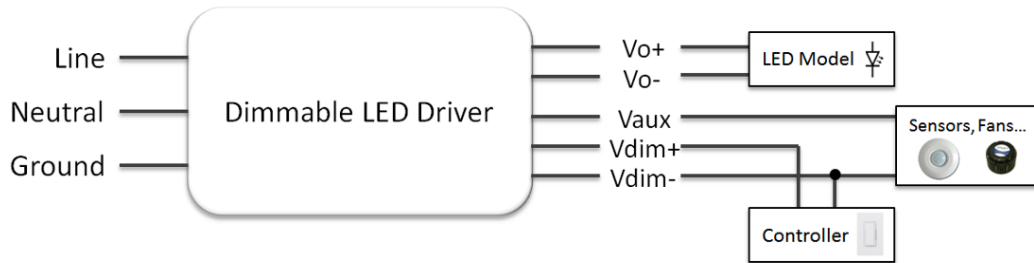 Line
Neutral
Ground
Dimmable LED Driver
Vo+
Vo-
Vaux
Vdim+
Vdim-
LED Model
Sensors, Fans...
Controller